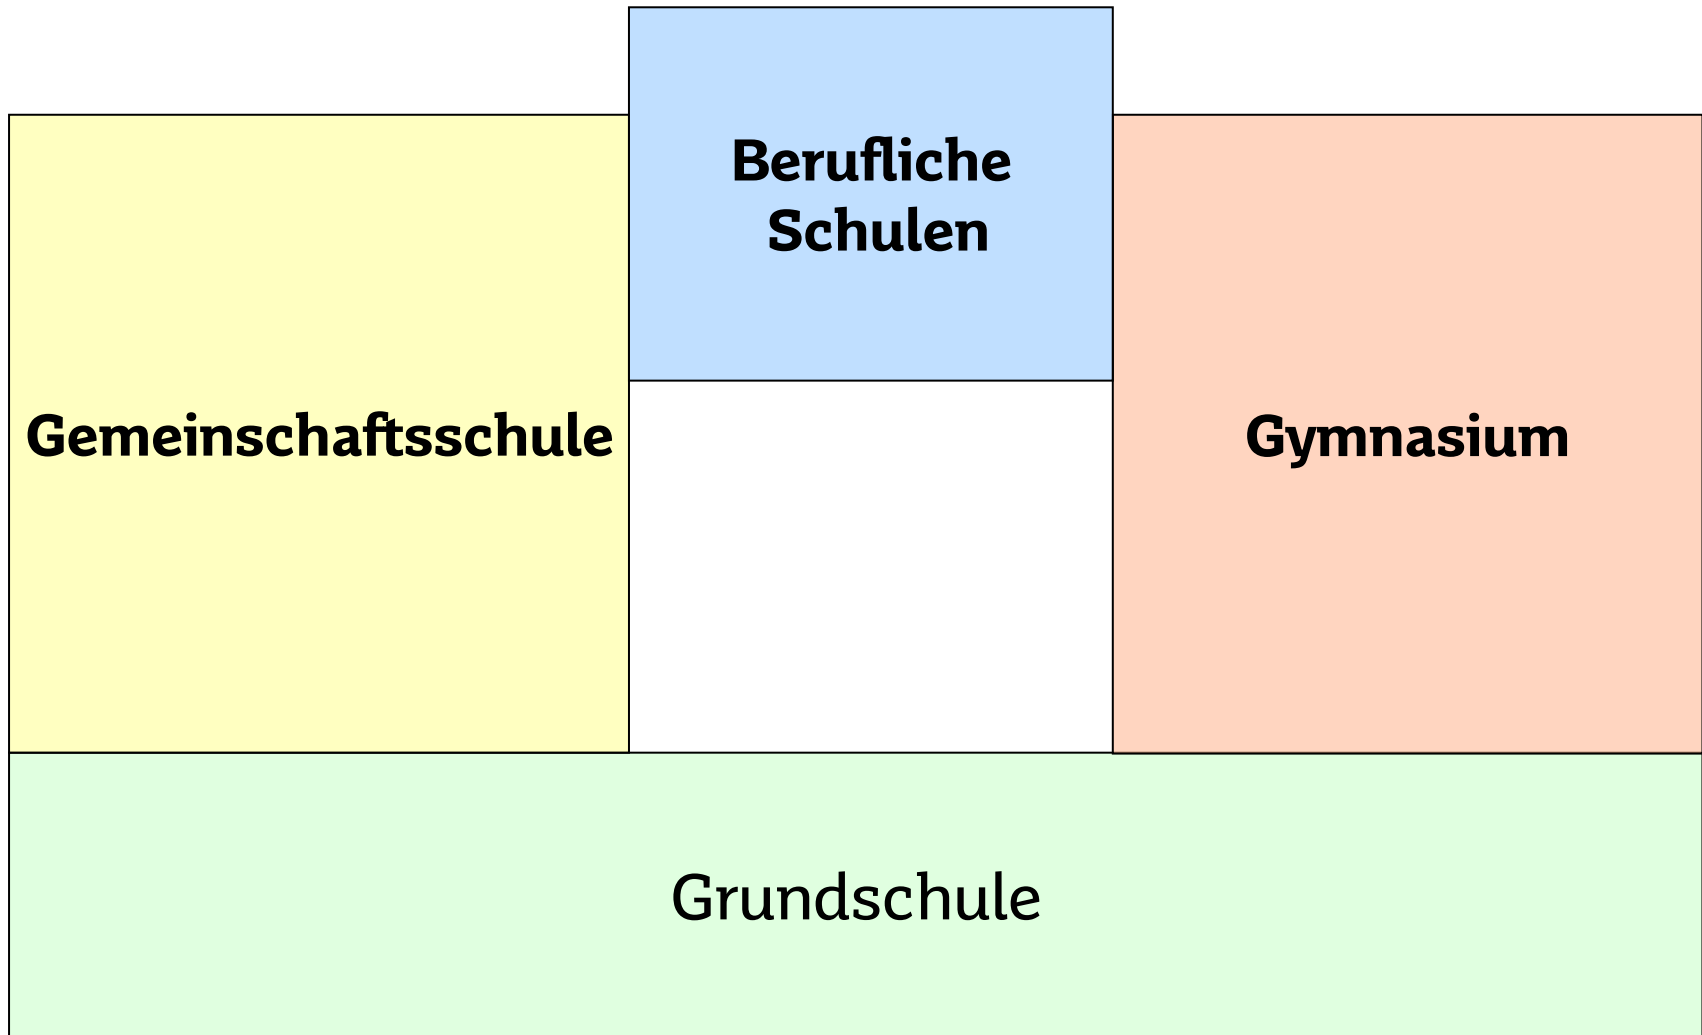 Berufliche
Schulen
Gemeinschaftsschule
Gymnasium
Grundschule